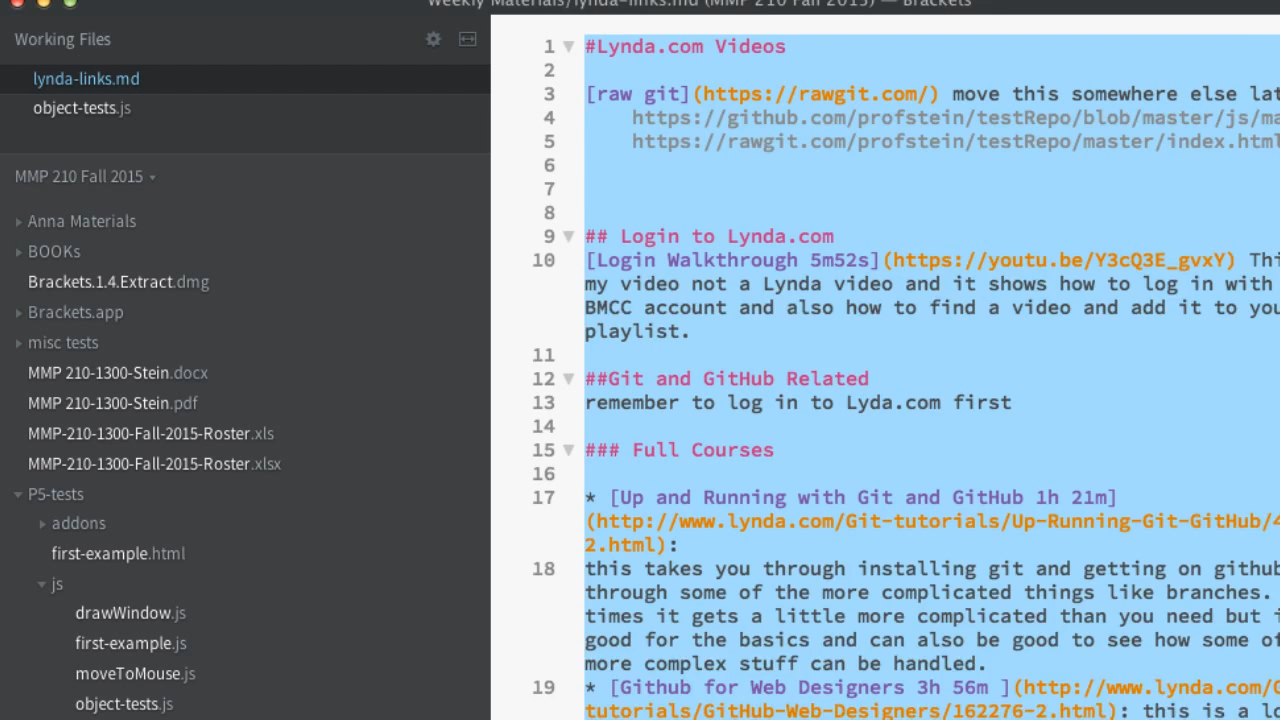 Weekly Materials/lynda-links.md (MMP 210 Fall 2015) — Brackets
Working Files
lynda-links.md
object-tests.js
MMP 210 Fall 2015
Anna Materials
BOOKs
Brackets.1.4.Extract.dmg
Brackets.app
misc tests
MMP 210-1300-Stein.docx
MMP 210-1300-Stein.pdf
MMP-210-1300-Fall-2015-Roster.xls
MMP-210-1300-Fall-2015-Roster.xlsx
P5-tests
addons
first-example.html
js
drawWindow.js
first-example.js
moveToMouse.js
object-tests.js
1 #Lynda.com Videos
2
3 [raw git](https://rawgit.com/) move this somewhere else lat
4 https://github.com/profstein/testRepo/blob/master/js/ma
5 https://rawgit.com/profstein/testRepo/master/index.html
6
7
8
9 ## Login to Lynda.com
10 [Login Walkthrough 5m52s](https://youtu.be/Y3cQ3E_gvxY) Thi
my video not a Lynda video and it shows how to log in with
BMCC account and also how to find a video and add it to you
playlist.
11
12 ##Git and GitHub Related
13 remember to log in to Lyda.com first
14
15 ### Full Courses
16
17 * [Up and Running with Git and GitHub 1h 21m]
(http://www.lynda.com/Git-tutorials/Up-Running-Git-GitHub/4
2.html):
18 this takes you through installing git and getting on github
through some of the more complicated things like branches.
times it gets a little more complicated than you need but i
good for the basics and can also be good to see how some of
more complex stuff can be handled.
19 * [Github for Web Designers 3h 56m ](http://www.lynda.com/G
tutorials/GitHub-Web-Designers/162276-2.html): this is a lo